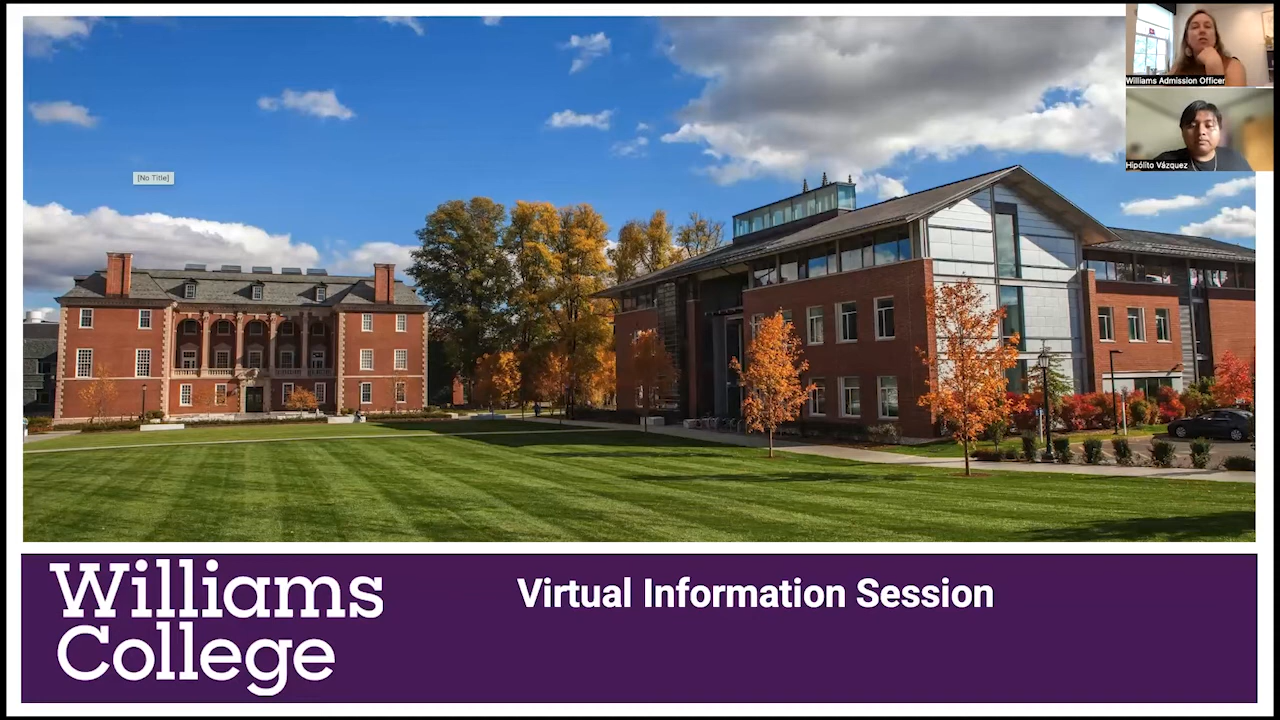 Williams Admission Officer
Hipólito Vázquez
[No Title]
Williams
College
Virtual Information Session